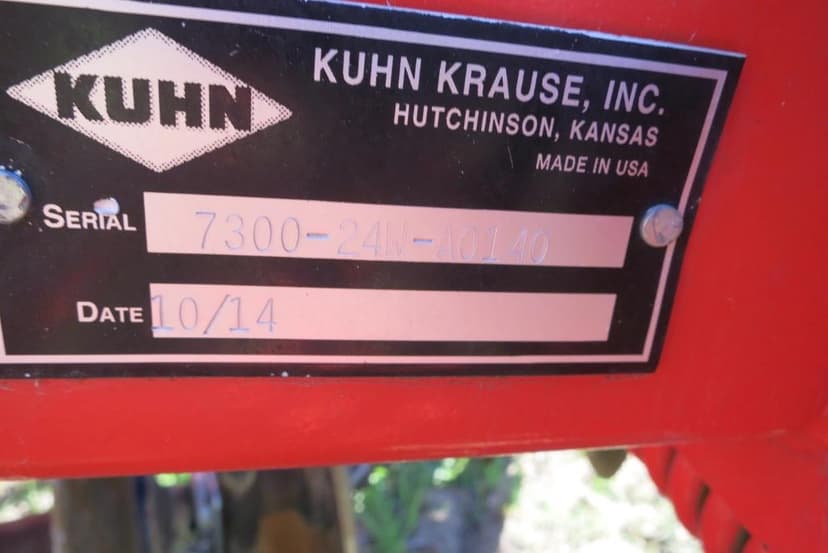 KUHN
KUHN KRAUSE, INC.
HUTCHINSON, KANSAS
MADE IN USA
SERIAL 7300-24W-A0140
DATE 10/14